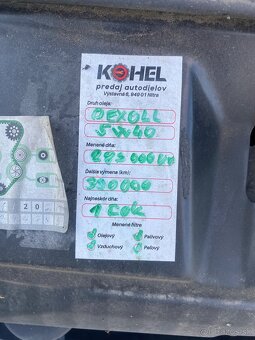 KOHEL
predaj autodielov
Výstavná 6, 949 01 Nitra
Druh oleja:
DEXOLL
5W40
Menené dňa:
Ďalšia výmena (km):
Najneskôr dňa:
1 ROK
Menené filtre
Olejový
Palivový
Vzduchový
Peľový